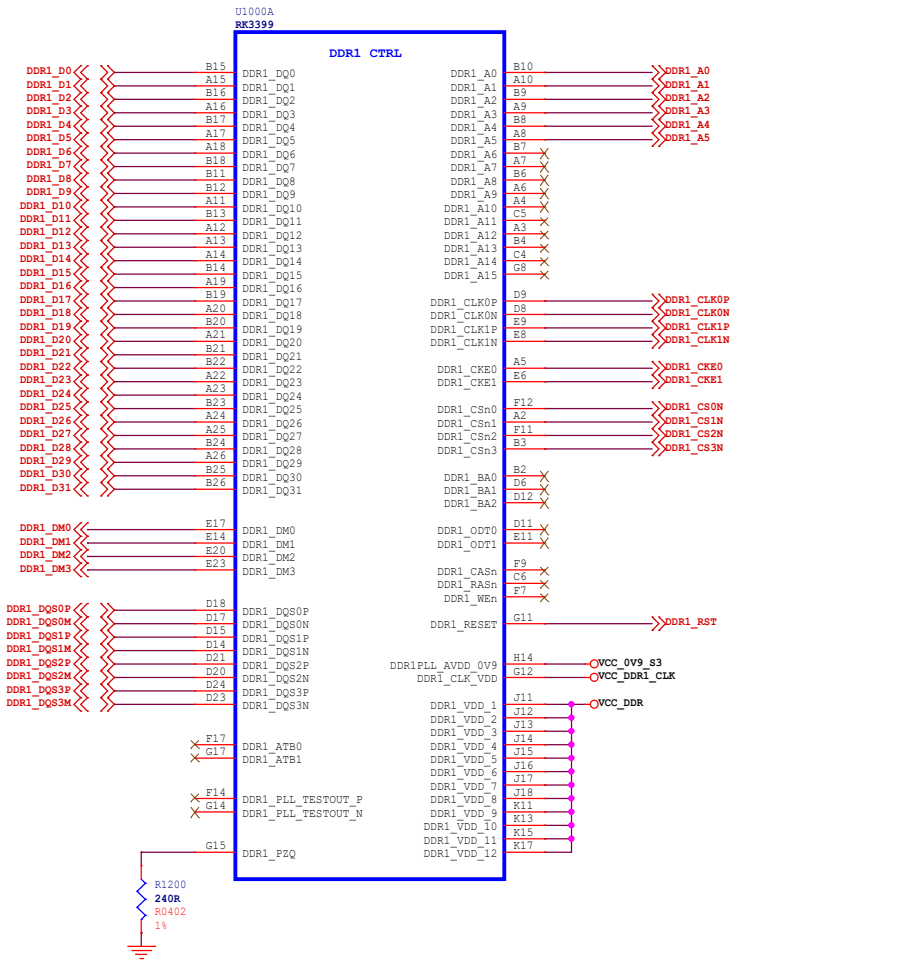 U1000A
RK3399
DDR1 CTRL
DDR1_D0 B15 DDR1_DQ0 DDR1_A0 B10 DDR1_A0
DDR1_D1 A15 DDR1_DQ1 DDR1_A1 A10 DDR1_A1
DDR1_D2 B16 DDR1_DQ2 DDR1_A2 B9 DDR1_A2
DDR1_D3 A16 DDR1_DQ3 DDR1_A3 A9 DDR1_A3
DDR1_D4 B17 DDR1_DQ4 DDR1_A4 B8 DDR1_A4
DDR1_D5 A17 DDR1_DQ5 DDR1_A5 A8 DDR1_A5
DDR1_D6 A18 DDR1_DQ6 DDR1_A6 B7
DDR1_D7 B18 DDR1_DQ7 DDR1_A7 A7
DDR1_D8 B11 DDR1_DQ8 DDR1_A8 B6
DDR1_D9 B12 DDR1_DQ9 DDR1_A9 A6
DDR1_D10 A11 DDR1_DQ10 DDR1_A10 A4
DDR1_D11 B13 DDR1_DQ11 DDR1_A11 C5
DDR1_D12 A12 DDR1_DQ12 DDR1_A12 A3
DDR1_D13 A13 DDR1_DQ13 DDR1_A13 B4
DDR1_D14 A14 DDR1_DQ14 DDR1_A14 C4
DDR1_D15 B14 DDR1_DQ15 DDR1_A15 G8
DDR1_D16 A19 DDR1_DQ16
DDR1_D17 B19 DDR1_DQ17 DDR1_CLK0P D9 DDR1_CLK0P
DDR1_D18 A20 DDR1_DQ18 DDR1_CLK0N D8 DDR1_CLK0N
DDR1_D19 B20 DDR1_DQ19 DDR1_CLK1P E9 DDR1_CLK1P
DDR1_D20 A21 DDR1_DQ20 DDR1_CLK1N E8 DDR1_CLK1N
DDR1_D21 B21 DDR1_DQ21
DDR1_D22 B22 DDR1_DQ22 DDR1_CKE0 A5 DDR1_CKE0
DDR1_D23 A22 DDR1_DQ23 DDR1_CKE1 E6 DDR1_CKE1
DDR1_D24 A23 DDR1_DQ24
DDR1_D25 B23 DDR1_DQ25 DDR1_CSn0 F12 DDR1_CS0N
DDR1_D26 A24 DDR1_DQ26 DDR1_CSn1 A2 DDR1_CS1N
DDR1_D27 A25 DDR1_DQ27 DDR1_CSn2 F11 DDR1_CS2N
DDR1_D28 B24 DDR1_DQ28 DDR1_CSn3 B3 DDR1_CS3N
DDR1_D29 A26 DDR1_DQ29
DDR1_D30 B25 DDR1_DQ30 DDR1_BA0 B2
DDR1_D31 B26 DDR1_DQ31 DDR1_BA1 D6
DDR1_BA2 D12
DDR1_DM0 E17 DDR1_DM0 DDR1_ODT0 D11
DDR1_DM1 E14 DDR1_DM1 DDR1_ODT1 E11
DDR1_DM2 E20 DDR1_DM2
DDR1_DM3 E23 DDR1_DM3 DDR1_CASn F9
DDR1_RASn C6
DDR1_WEn F7
DDR1_DQS0P D18 DDR1_DQS0P
DDR1_DQS0M D17 DDR1_DQS0N DDR1_RESET G11 DDR1_RST
DDR1_DQS1P D15 DDR1_DQS1P
DDR1_DQS1M D14 DDR1_DQS1N
DDR1_DQS2P D21 DDR1_DQS2P DDR1PLL_AVDD_0V9 H14 VCC_0V9_S3
DDR1_DQS2M D20 DDR1_DQS2N DDR1_CLK_VDD G12 VCC_DDR1_CLK
DDR1_DQS3P D24 DDR1_DQS3P
DDR1_DQS3M D23 DDR1_DQS3N DDR1_VDD_1 J11 VCC_DDR
DDR1_VDD_2 J12
DDR1_VDD_3 J13
F17 DDR1_ATB0 DDR1_VDD_4 J14
G17 DDR1_ATB1 DDR1_VDD_5 J15
DDR1_VDD_6 J16
DDR1_VDD_7 J17
F14 DDR1_PLL_TESTOUT_P DDR1_VDD_8 J18
G14 DDR1_PLL_TESTOUT_N DDR1_VDD_9 K11
DDR1_VDD_10 K13
DDR1_VDD_11 K15
G15 DDR1_PZQ DDR1_VDD_12 K17
R1200
240R
R0402
1%